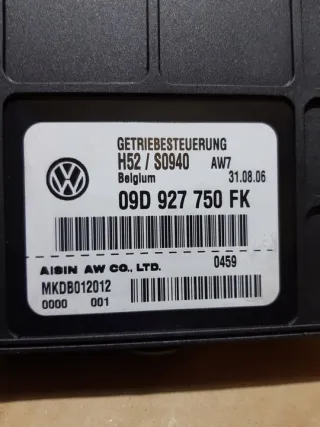 GETRIEBESTEUERUNG
H52 / S0940 AW7
Belgium 31.08.06
09D 927 750 FK
AISIN AW CO., LTD. 0459
MKDB012012
0000 001